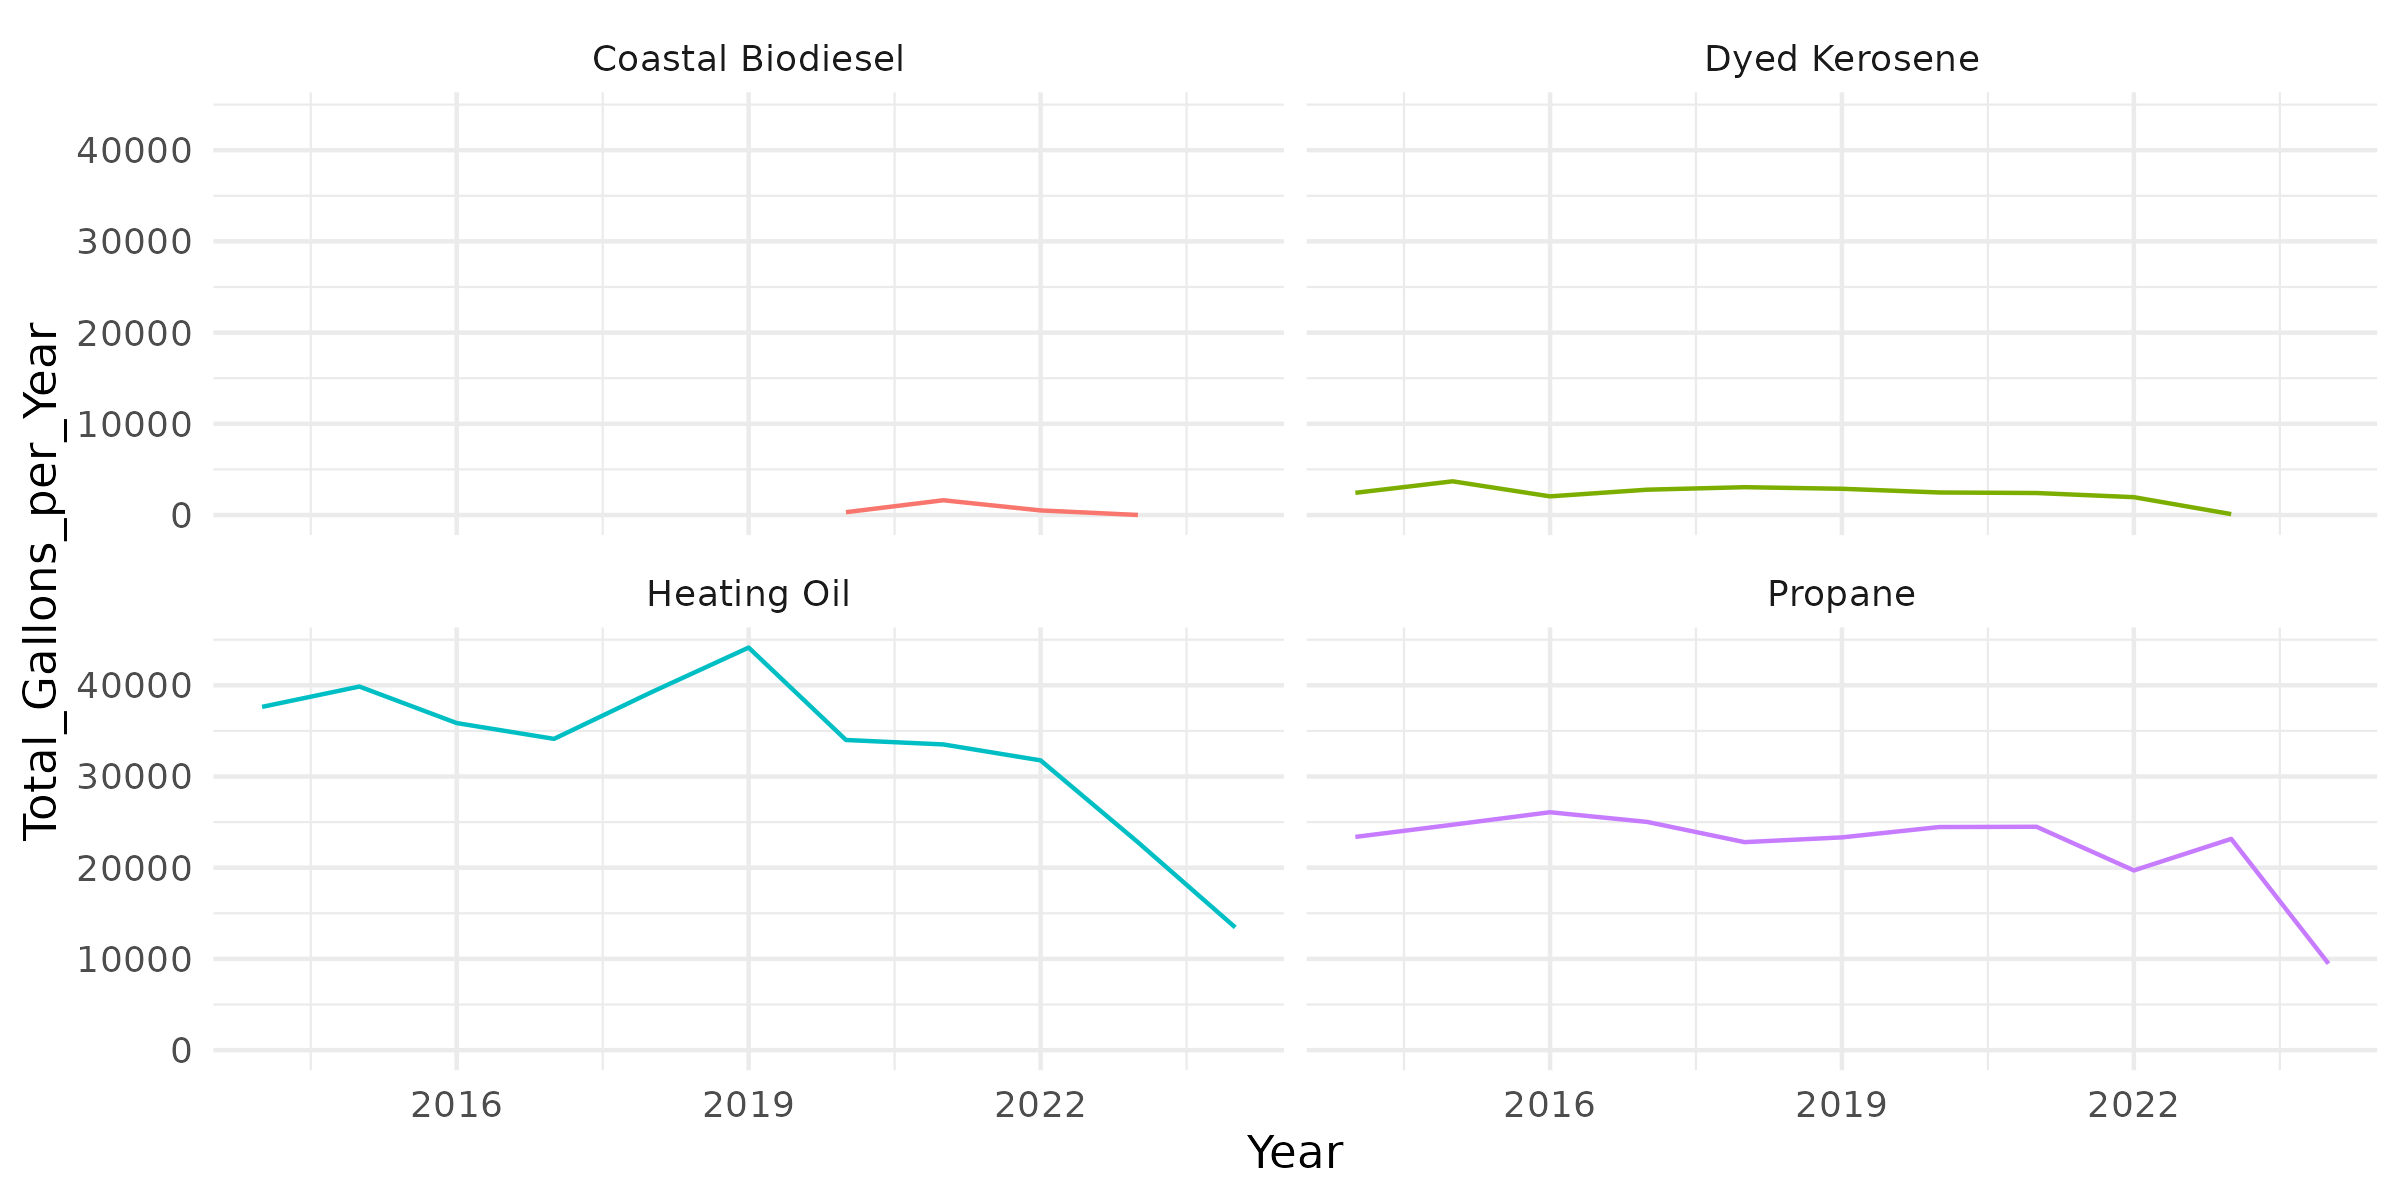 Coastal Biodiesel
Dyed Kerosene
40000
30000
20000
10000
0
Total_Gallons_per_Year
Heating Oil
Propane
40000
30000
20000
10000
0
2016
2019
2022
2016
2019
2022
Year